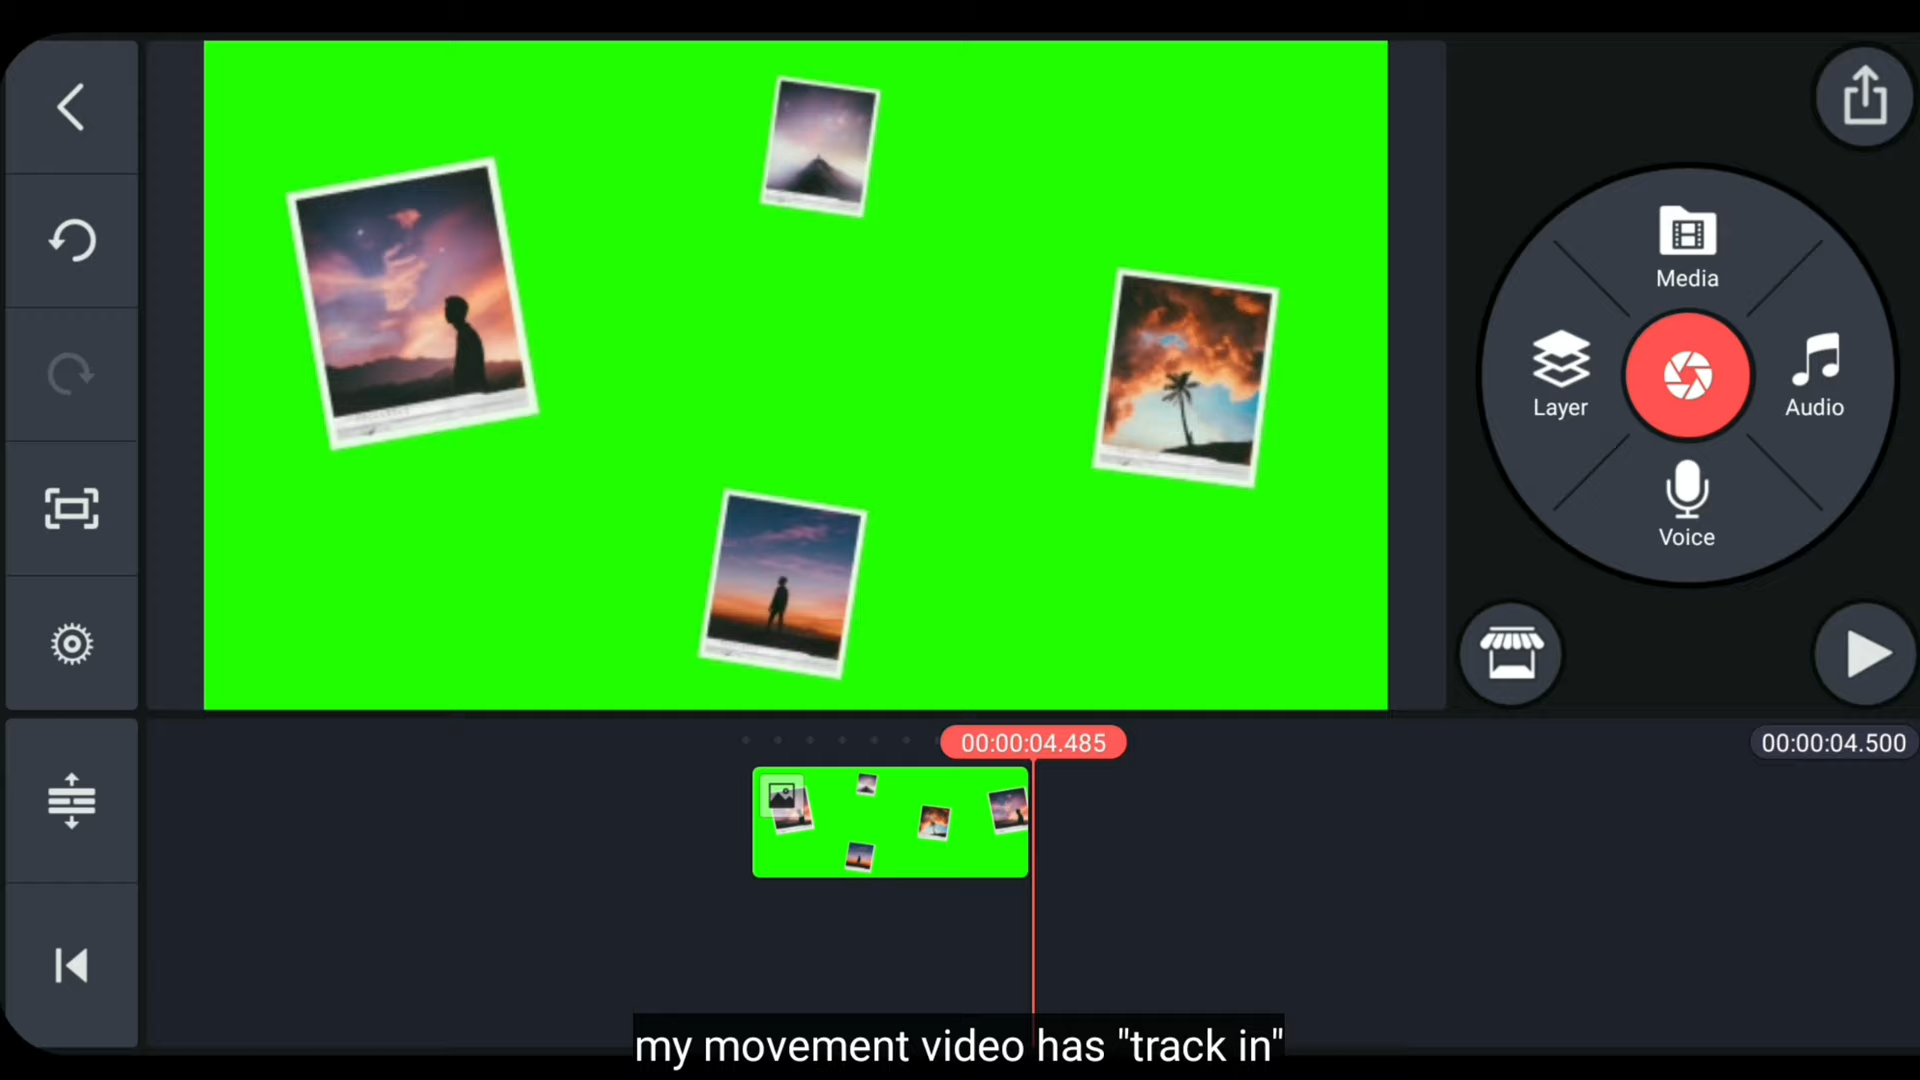 Media
Layer
Audio
Voice
00:00:04.485
00:00:04.500
my movement video has "track in"